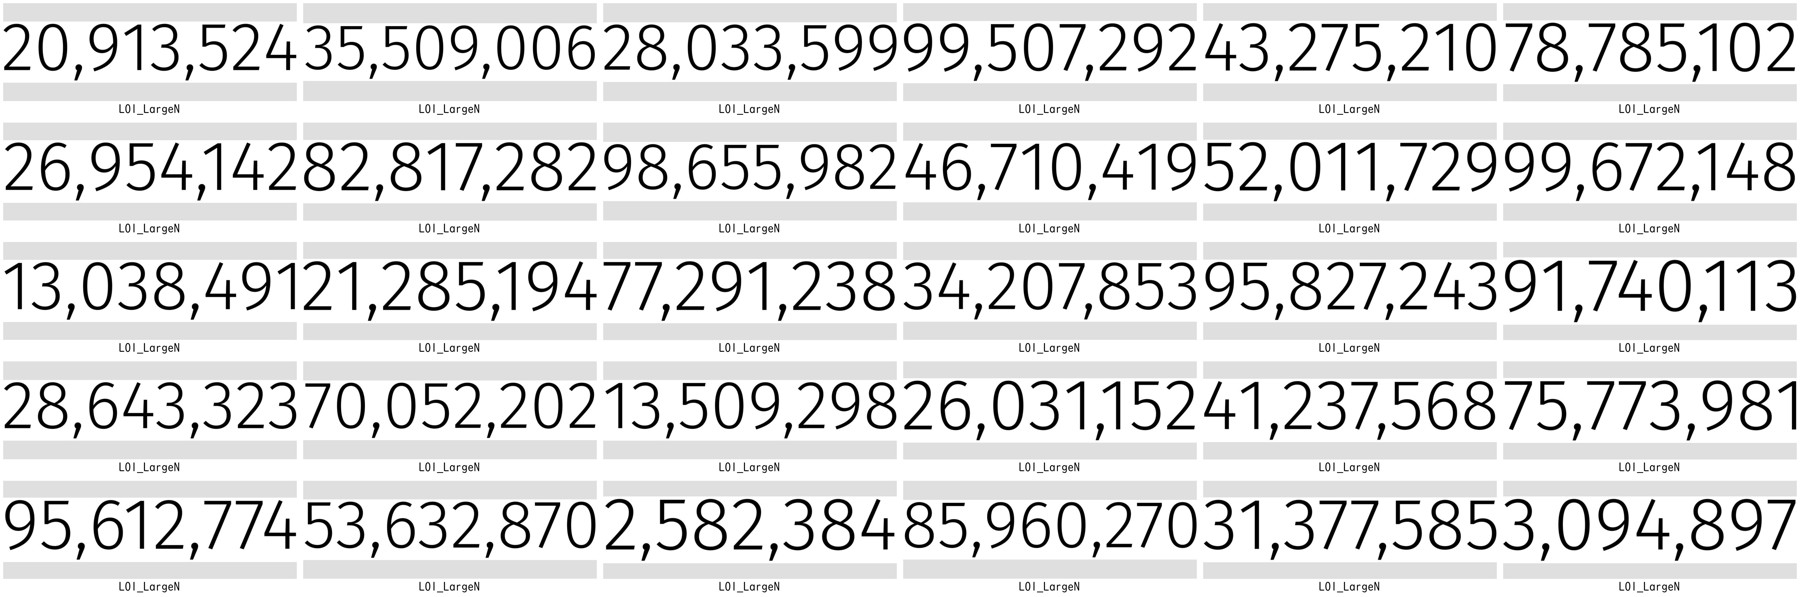 20,913,524 35,509,006 28,033,599 99,507,292 43,275,210 78,785,102
L0I_LargeN L0I_LargeN L0I_LargeN L0I_LargeN L0I_LargeN L0I_LargeN
26,954,142 82,817,282 98,655,982 46,710,419 52,011,729 99,672,148
L0I_LargeN L0I_LargeN L0I_LargeN L0I_LargeN L0I_LargeN L0I_LargeN
13,038,491 21,285,194 77,291,238 34,207,853 95,827,243 91,740,113
L0I_LargeN L0I_LargeN L0I_LargeN L0I_LargeN L0I_LargeN L0I_LargeN
28,643,323 70,052,202 13,509,298 26,031,152 41,237,568 75,773,981
L0I_LargeN L0I_LargeN L0I_LargeN L0I_LargeN L0I_LargeN L0I_LargeN
95,612,774 53,632,870 2,582,384 85,960,270 31,377,585 3,094,897
L0I_LargeN L0I_LargeN L0I_LargeN L0I_LargeN L0I_LargeN L0I_LargeN